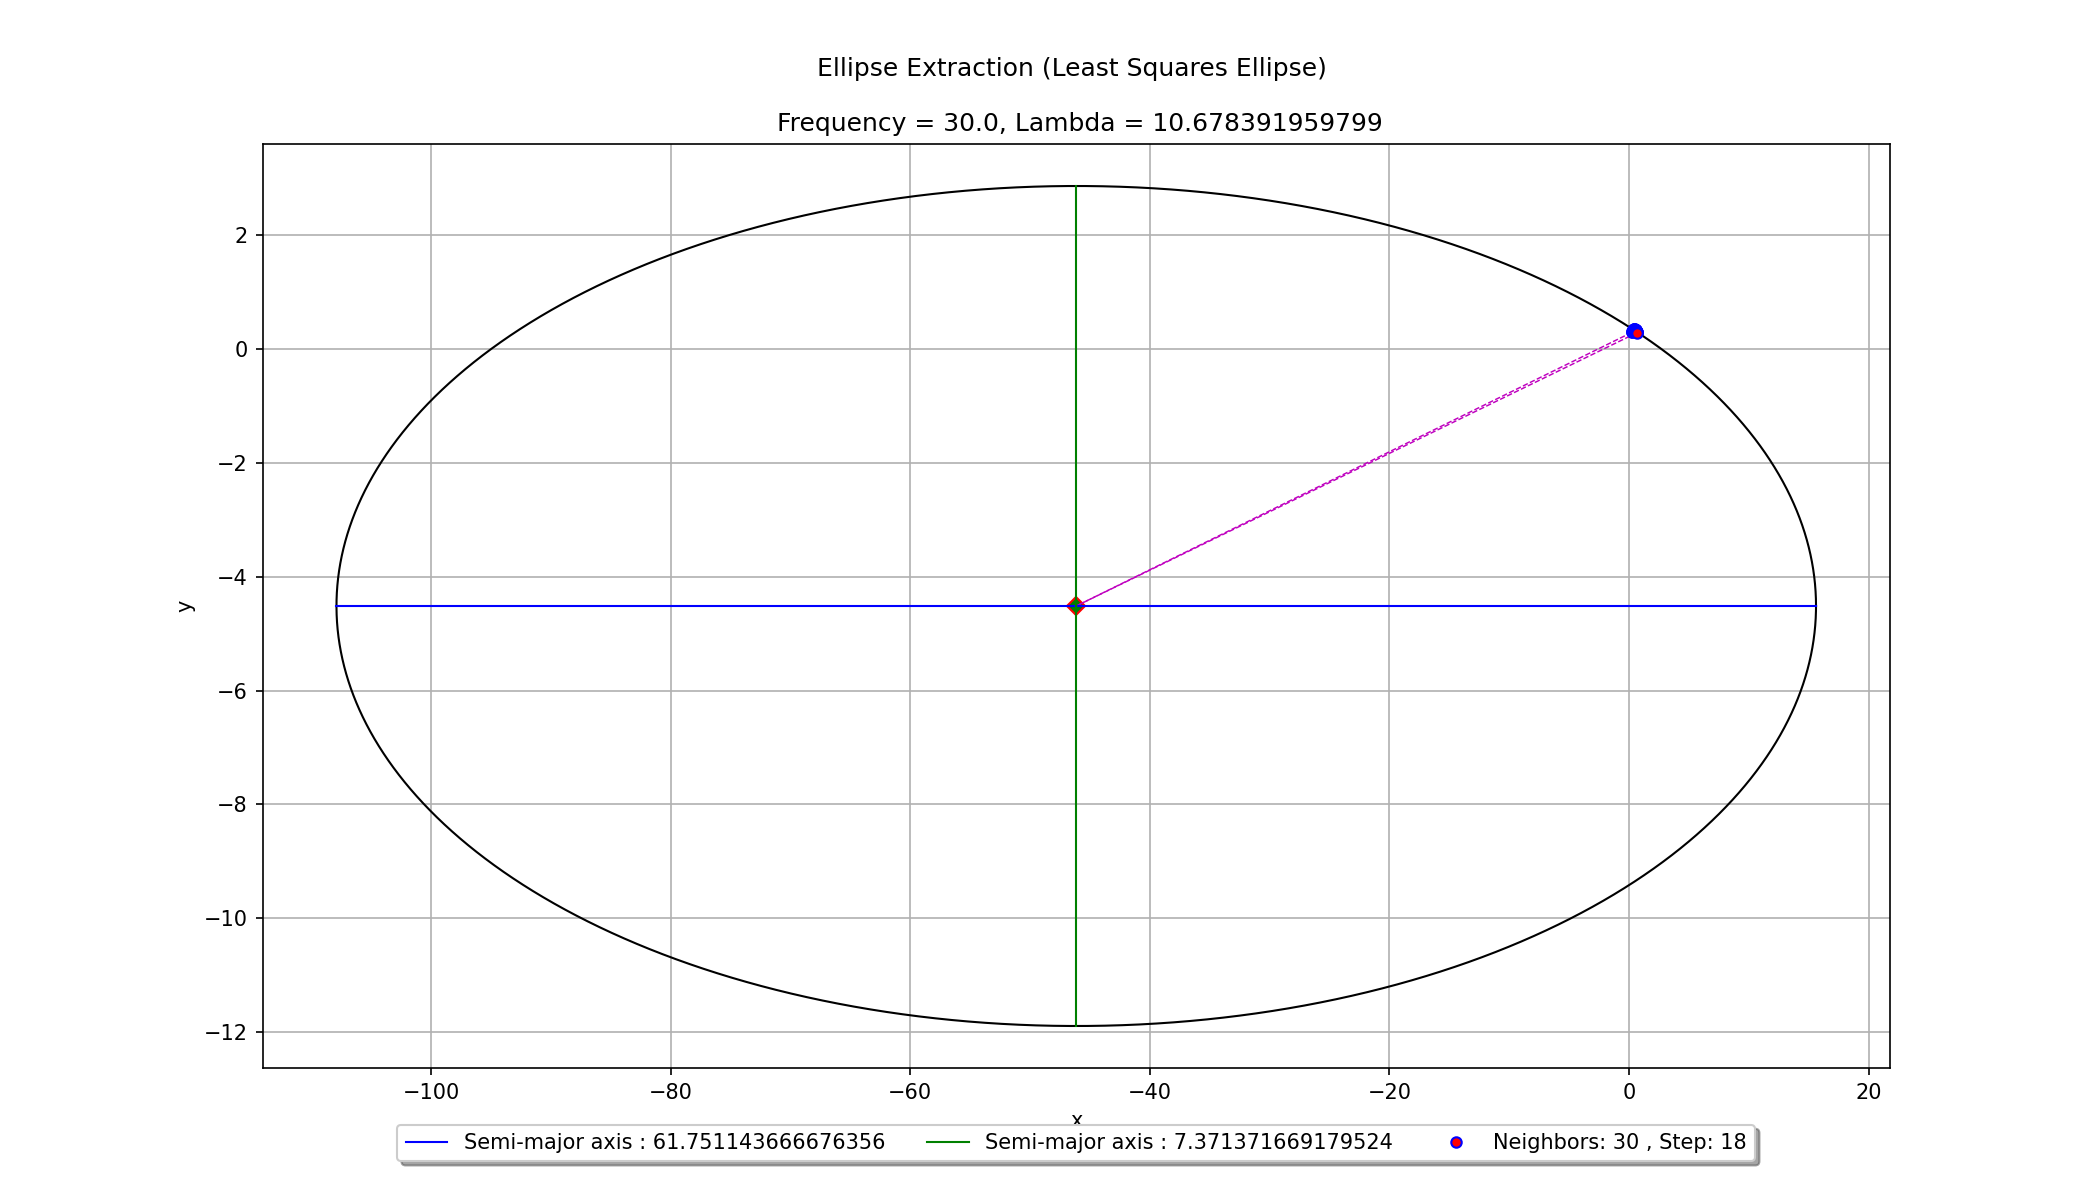 Ellipse Extraction (Least Squares Ellipse)
Frequency = 30.0, Lambda = 10.678391959799
2
0
−2
−4
−6
−8
−10
−12
y
−100 −80 −60 −40 −20 0 20
x
Semi-major axis : 61.751143666676356 Semi-major axis : 7.371371669179524 Neighbors: 30 , Step: 18